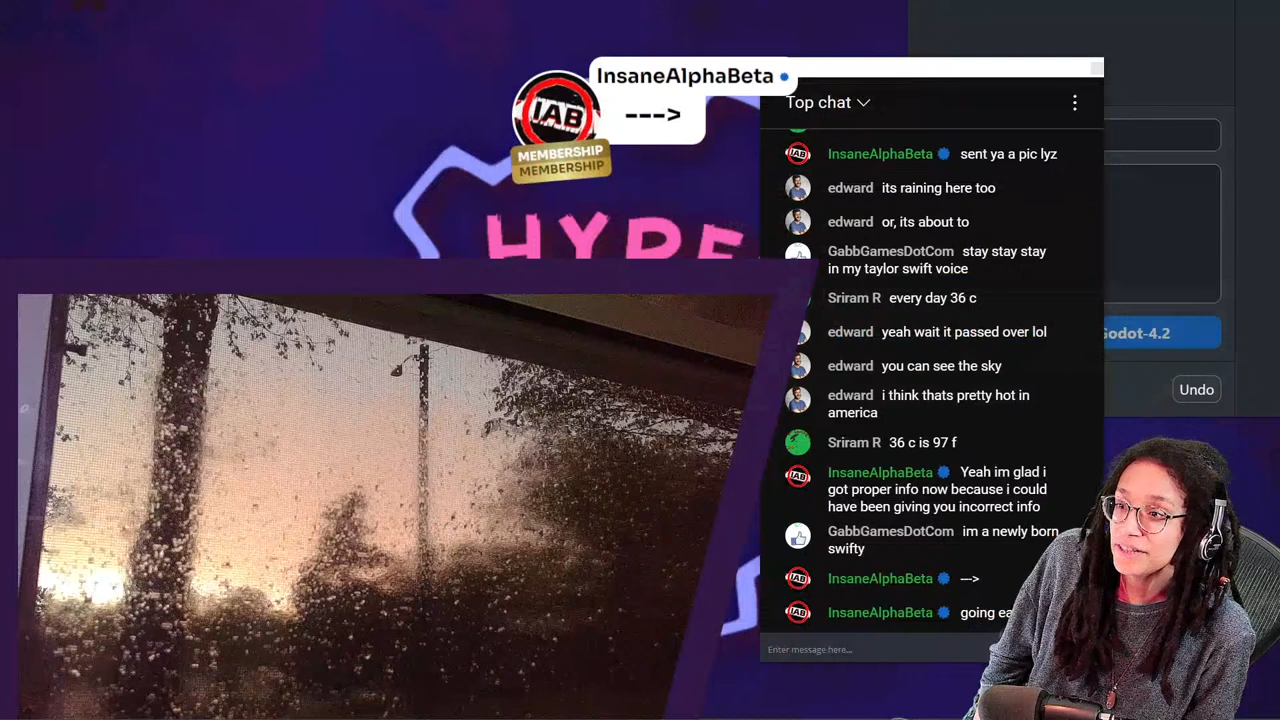 InsaneAlphaBeta
--->
IAB
MEMBERSHIP
MEMBERSHIP
HYPE
Top chat
InsaneAlphaBeta sent ya a pic lyz
edward its raining here too
edward or, its about to
GabbGamesDotCom stay stay stay
in my taylor swift voice
Sriram R every day 36 c
edward yeah wait it passed over lol
edward you can see the sky
edward i think thats pretty hot in
america
Sriram R 36 c is 97 f
InsaneAlphaBeta Yeah im glad i
got proper info now because i could
have been giving you incorrect info
GabbGamesDotCom im a newly born
swifty
InsaneAlphaBeta --->
InsaneAlphaBeta going
Enter message here...
Godot-4.2
Undo